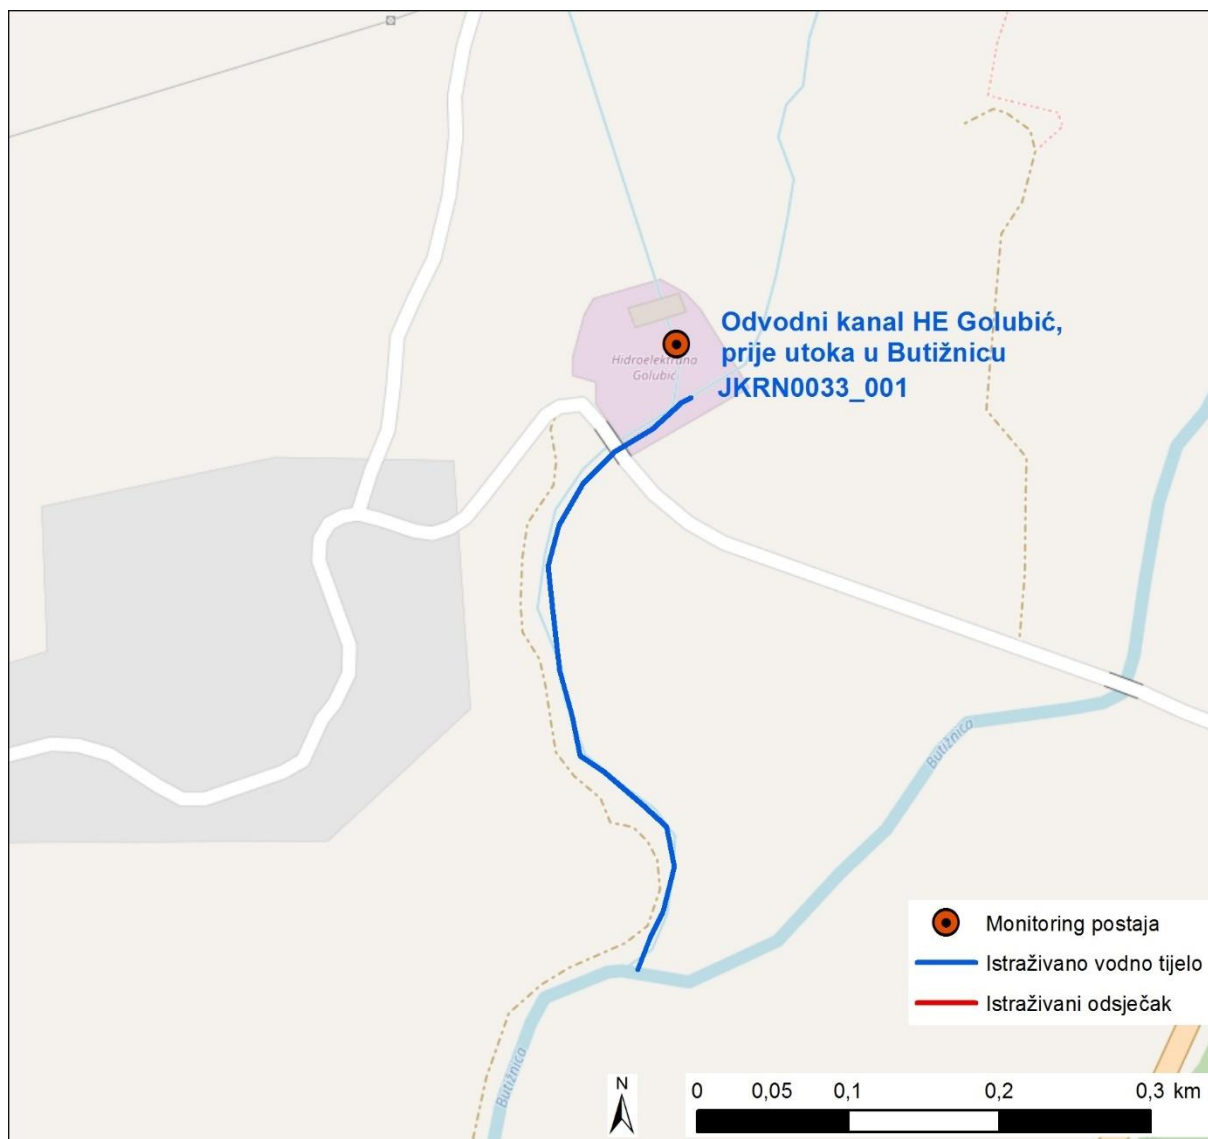 Odvodni kanal HE Golubić,
prije utoka u Butižnicu
JKRN0033_001
Hidroelektrana
Golubić
Butižnica
Butižnica
Monitoring postaja
Istraživano vodno tijelo
Istraživani odsječak
N
0 0,05 0,1 0,2 0,3 km